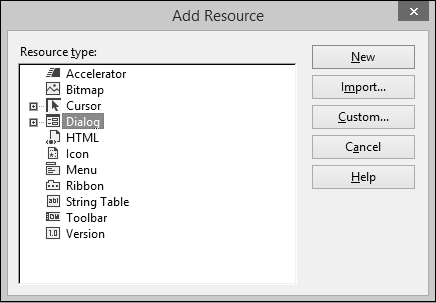 Add Resource
Resource type:
Accelerator
Bitmap
Cursor
Dialog
HTML
Icon
Menu
Ribbon
String Table
Toolbar
Version
New
Import...
Custom...
Cancel
Help